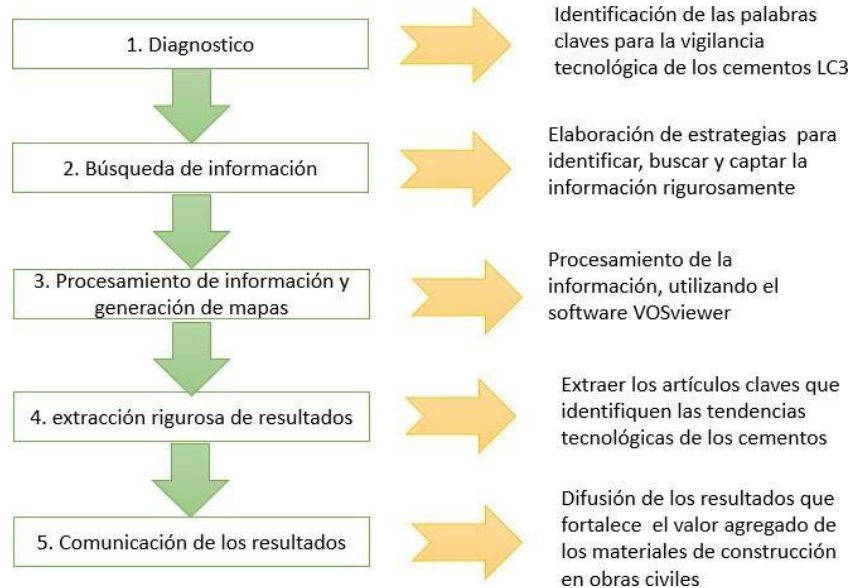 1. Diagnostico
Identificación de las palabras
claves para la vigilancia
tecnológica de los cementos LC3
2. Búsqueda de información
Elaboración de estrategias para
identificar, buscar y captar la
información rigurosamente
3. Procesamiento de información y
generación de mapas
Procesamiento de la
información, utilizando el
software VOSviewer
4. extracción rigurosa de resultados
Extraer los artículos claves que
identifiquen las tendencias
tecnológicas de los cementos
5. Comunicación de los resultados
Difusión de los resultados que
fortalece el valor agregado de
los materiales de construcción
en obras civiles